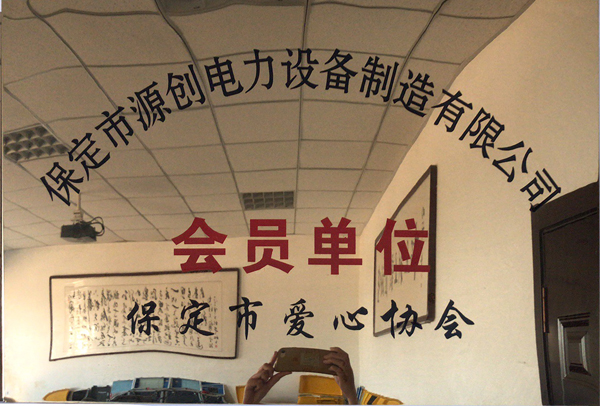 保定市源创电力设备制造有限公司
会员单位
保定市爱心协会